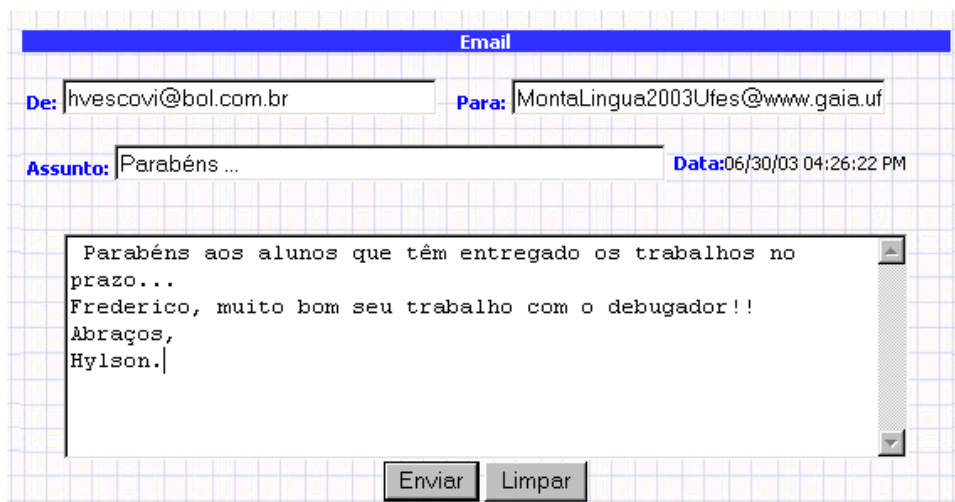 Email
De: hvescovi@bol.com.br Para: MontaLingua2003Ufes@www.gaia.uf
Assunto: Parabéns ... Data:06/30/03 04:26:22 PM
Parabéns aos alunos que têm entregado os trabalhos no
prazo...
Frederico, muito bom seu trabalho com o debugador!!
Abraços,
Hylson.
Enviar Limpar